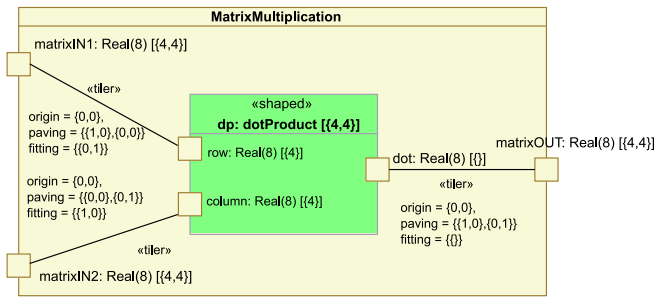 MatrixMultiplication
matrixIN1: Real(8) [{4,4}]
«tiler»
origin = {0,0},
paving = {{1,0},{0,0}}
fitting = {{0,1}}
«shaped»
dp: dotProduct [{4,4}]
row: Real(8) [{4}]
column: Real(8) [{4}]
dot: Real(8) [{}]
matrixOUT: Real(8) [{4,4}]
«tiler»
origin = {0,0},
paving = {{1,0},{0,1}}
fitting = {{}}
origin = {0,0},
paving = {{0,0},{0,1}}
fitting = {{1,0}}
«tiler»
matrixIN2: Real(8) [{4,4}]